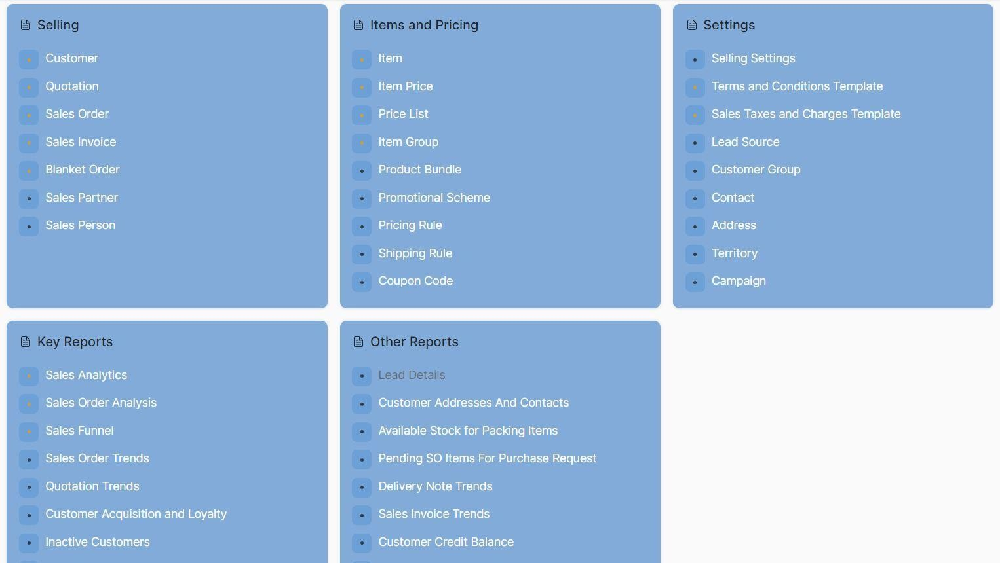 Selling
Customer
Quotation
Sales Order
Sales Invoice
Blanket Order
Sales Partner
Sales Person
Items and Pricing
Item
Item Price
Price List
Item Group
Product Bundle
Promotional Scheme
Pricing Rule
Shipping Rule
Coupon Code
Settings
Selling Settings
Terms and Conditions Template
Sales Taxes and Charges Template
Lead Source
Customer Group
Contact
Address
Territory
Campaign
Key Reports
Sales Analytics
Sales Order Analysis
Sales Funnel
Sales Order Trends
Quotation Trends
Customer Acquisition and Loyalty
Inactive Customers
Other Reports
Lead Details
Customer Addresses And Contacts
Available Stock for Packing Items
Pending SO Items For Purchase Request
Delivery Note Trends
Sales Invoice Trends
Customer Credit Balance